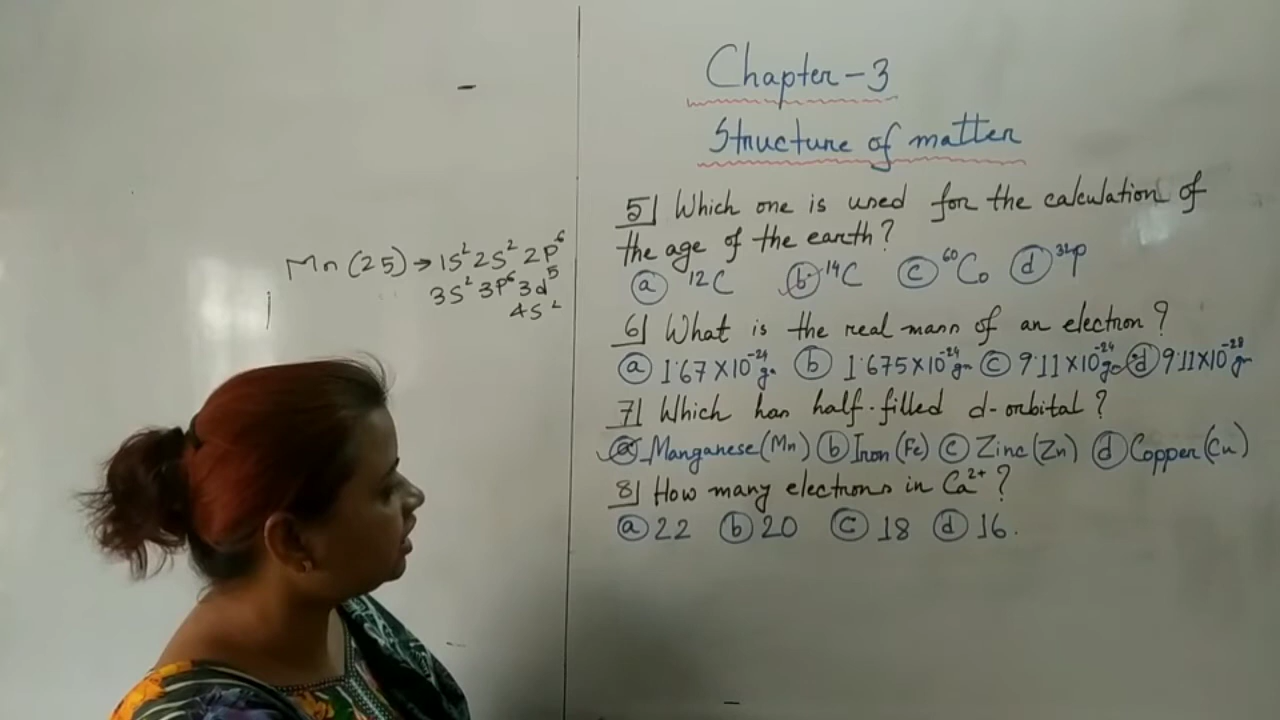 Mn (25) → 1S² 2S² 2P⁶
3S² 3P⁶ 3d⁵
4S²
Chapter-3
Structure of matter
5] Which one is used for the calculation of
the age of the earth?
(a) ¹²C (b) ¹⁴C (c) ⁶⁰Co (d) ³²P
6] What is the real mass of an electron?
(a) 1.67×10⁻²⁴ gm (b) 1.675×10⁻²⁴ gm (c) 9.11×10⁻²⁴ gm (d) 9.11×10⁻²⁸ gm
7] Which has half-filled d-orbital?
(a) Manganese (Mn) (b) Iron (Fe) (c) Zinc (Zn) (d) Copper (Cu)
8] How many electrons in Ca²⁺?
(a) 22 (b) 20 (c) 18 (d) 16.